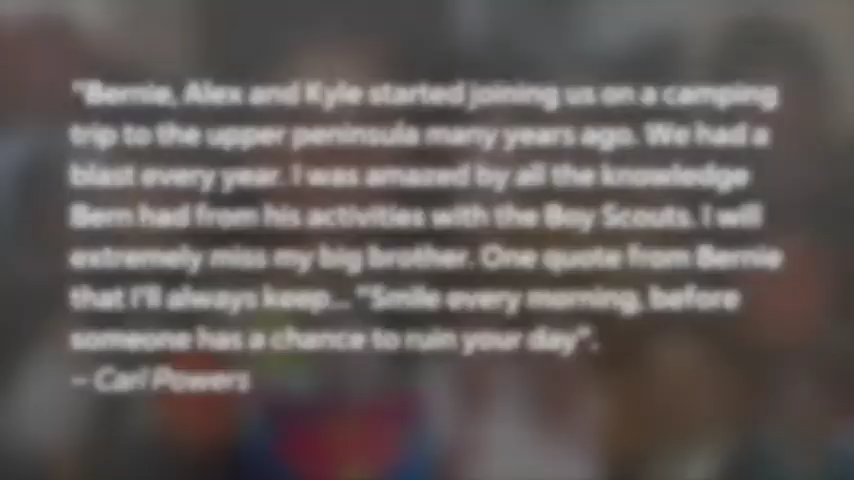 "Bernie, Alex and Kyle started joining us on a camping
trip to the upper peninsula many years ago. We had a
blast every year. I was amazed by all the knowledge
Bern had from his activities with the Boy Scouts. I will
extremely miss my big brother. One quote from Bernie
that I'll always keep... "Smile every morning, before
someone has a chance to ruin your day".
– Carl Powers